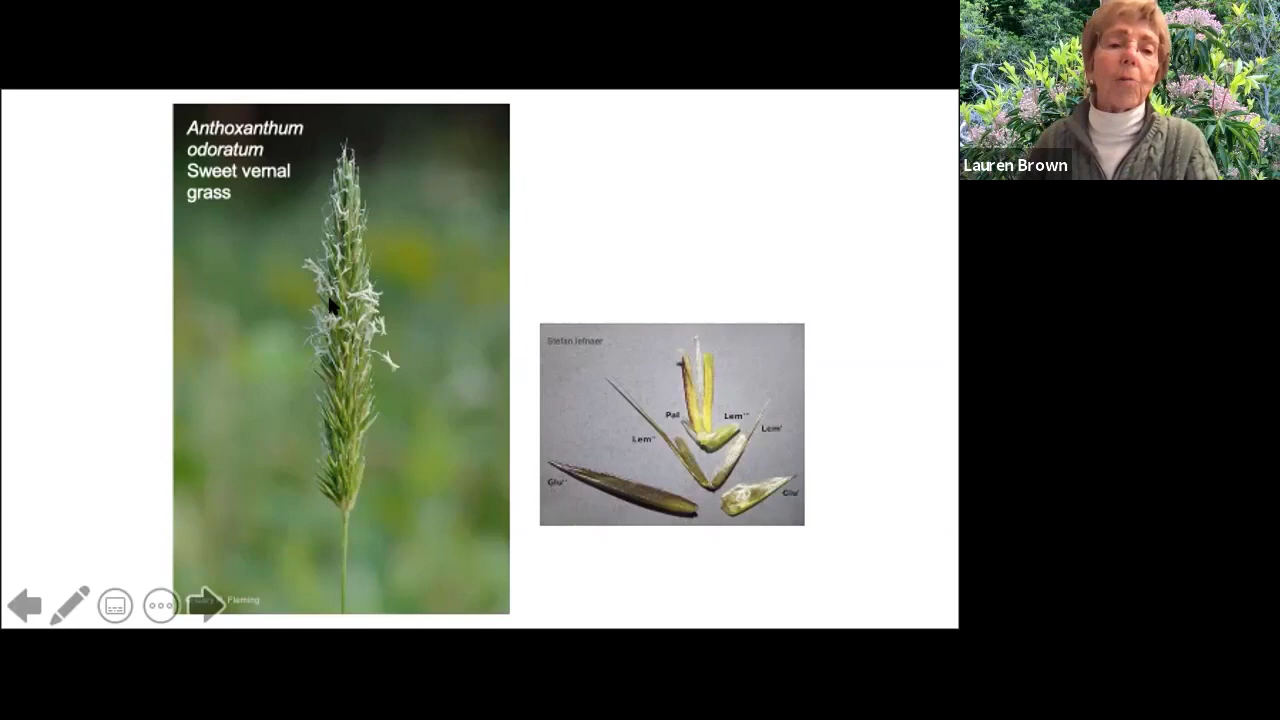 Anthoxanthum
odoratum
Sweet vernal
grass
Stefan lefnaer
Pal
Lem''
Lem'''
Lem'
Glu''
Glu'
Fleming
Lauren Brown